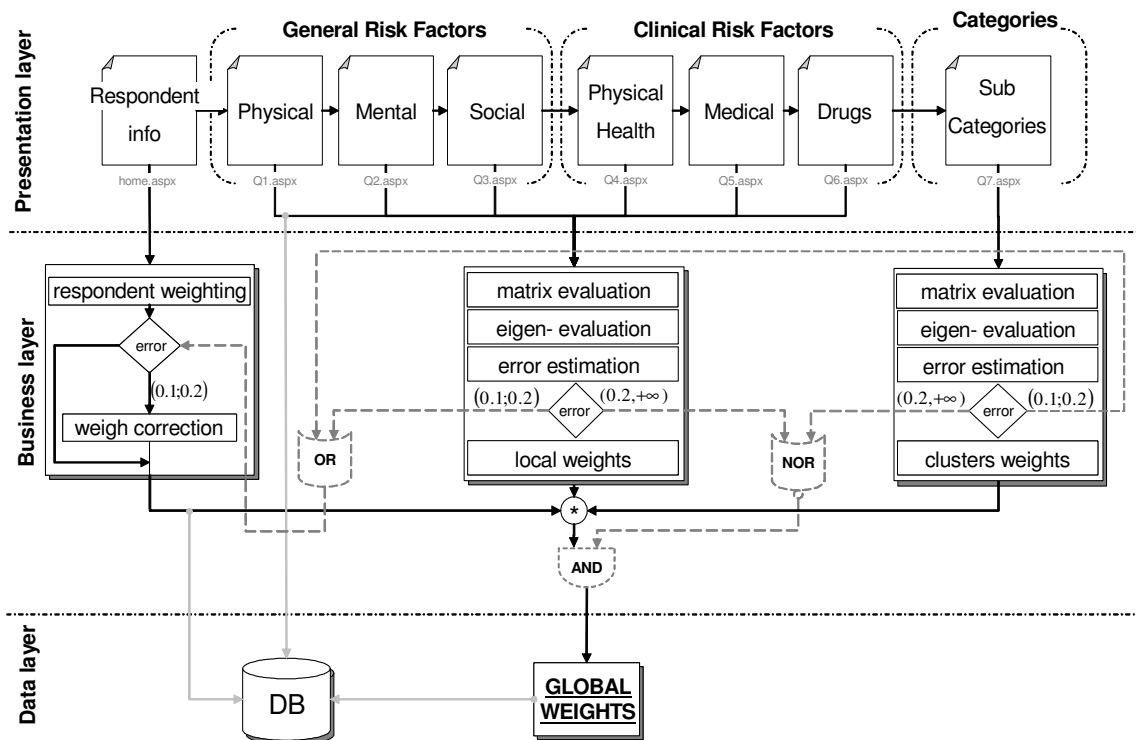 General Risk Factors
Clinical Risk Factors
Categories
Presentation layer
Respondent
info
Physical
Mental
Social
Physical
Health
Medical
Drugs
Sub
Categories
home.aspx
Q1.aspx
Q2.aspx
Q3.aspx
Q4.aspx
Q5.aspx
Q6.aspx
Q7.aspx
Business layer
respondent weighting
error
(0.1;0.2)
weigh correction
OR
matrix evaluation
eigen- evaluation
error estimation
(0.1;0.2)
(0.2,+∞)
error
local weights
NOR
matrix evaluation
eigen- evaluation
error estimation
(0.2,+∞)
(0.1;0.2)
error
clusters weights
*
AND
Data layer
DB
GLOBAL
WEIGHTS